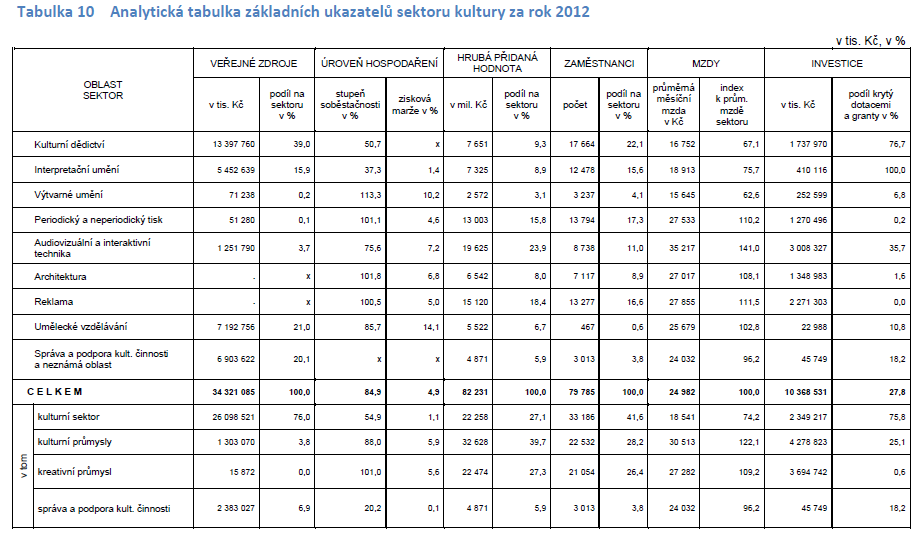 Tabulka 10 Analytická tabulka základních ukazatelů sektoru kultury za rok 2012
v tis. Kč, v %
OBLAST SEKTOR | VEŘEJNÉ ZDROJE | ÚROVEŇ HOSPODAŘENÍ | HRUBÁ PŘIDANÁ HODNOTA | ZAMĚSTNANCI | MZDY | INVESTICE
v tis. Kč | podíl na sektoru v % | stupeň soběstačnosti v % | zisková marže v % | v mil. Kč | podíl na sektoru v % | počet | podíl na sektoru v % | průměrná měsíční mzda v Kč | index k prům. mzdě sektoru | v tis. Kč | podíl krytý dotacemi a granty v %
Kulturní dědictví | 13 397 760 | 39,0 | 50,7 | x | 7 651 | 9,3 | 17 664 | 22,1 | 16 752 | 67,1 | 1 737 970 | 76,7
Interpretační umění | 5 452 639 | 15,9 | 37,3 | 1,4 | 7 325 | 8,9 | 12 478 | 15,6 | 18 913 | 75,7 | 410 116 | 100,0
Výtvarné umění | 71 238 | 0,2 | 113,3 | 10,2 | 2 572 | 3,1 | 3 237 | 4,1 | 15 645 | 62,6 | 252 599 | 6,8
Periodický a neperiodický tisk | 51 280 | 0,1 | 101,1 | 4,6 | 13 003 | 15,8 | 13 794 | 17,3 | 27 533 | 110,2 | 1 270 496 | 0,2
Audiovizuální a interaktivní technika | 1 251 790 | 3,7 | 75,6 | 7,2 | 19 625 | 23,9 | 8 738 | 11,0 | 35 217 | 141,0 | 3 008 327 | 35,7
Architektura | . | x | 101,8 | 6,8 | 6 542 | 8,0 | 7 117 | 8,9 | 27 017 | 108,1 | 1 348 983 | 1,6
Reklama | . | x | 100,5 | 5,0 | 15 120 | 18,4 | 13 277 | 16,6 | 27 855 | 111,5 | 2 271 303 | 0,0
Umělecké vzdělávání | 7 192 756 | 21,0 | 85,7 | 14,1 | 5 522 | 6,7 | 467 | 0,6 | 25 679 | 102,8 | 22 988 | 10,8
Správa a podpora kult. činnosti a neznámá oblast | 6 903 622 | 20,1 | x | x | 4 871 | 5,9 | 3 013 | 3,8 | 24 032 | 96,2 | 45 749 | 18,2
C E L K E M | 34 321 085 | 100,0 | 84,9 | 4,9 | 82 231 | 100,0 | 79 785 | 100,0 | 24 982 | 100,0 | 10 368 531 | 27,8
v tom
kulturní sektor | 26 098 521 | 76,0 | 54,9 | 1,1 | 22 258 | 27,1 | 33 186 | 41,6 | 18 541 | 74,2 | 2 349 217 | 75,8
kulturní průmysly | 1 303 070 | 3,8 | 88,0 | 5,9 | 32 628 | 39,7 | 22 532 | 28,2 | 30 513 | 122,1 | 4 278 823 | 25,1
kreativní průmysl | 15 872 | 0,0 | 101,0 | 5,6 | 22 474 | 27,3 | 21 054 | 26,4 | 27 282 | 109,2 | 3 694 742 | 0,6
správa a podpora kult. činnosti | 2 383 027 | 6,9 | 20,2 | 0,1 | 4 871 | 5,9 | 3 013 | 3,8 | 24 032 | 96,2 | 45 749 | 18,2